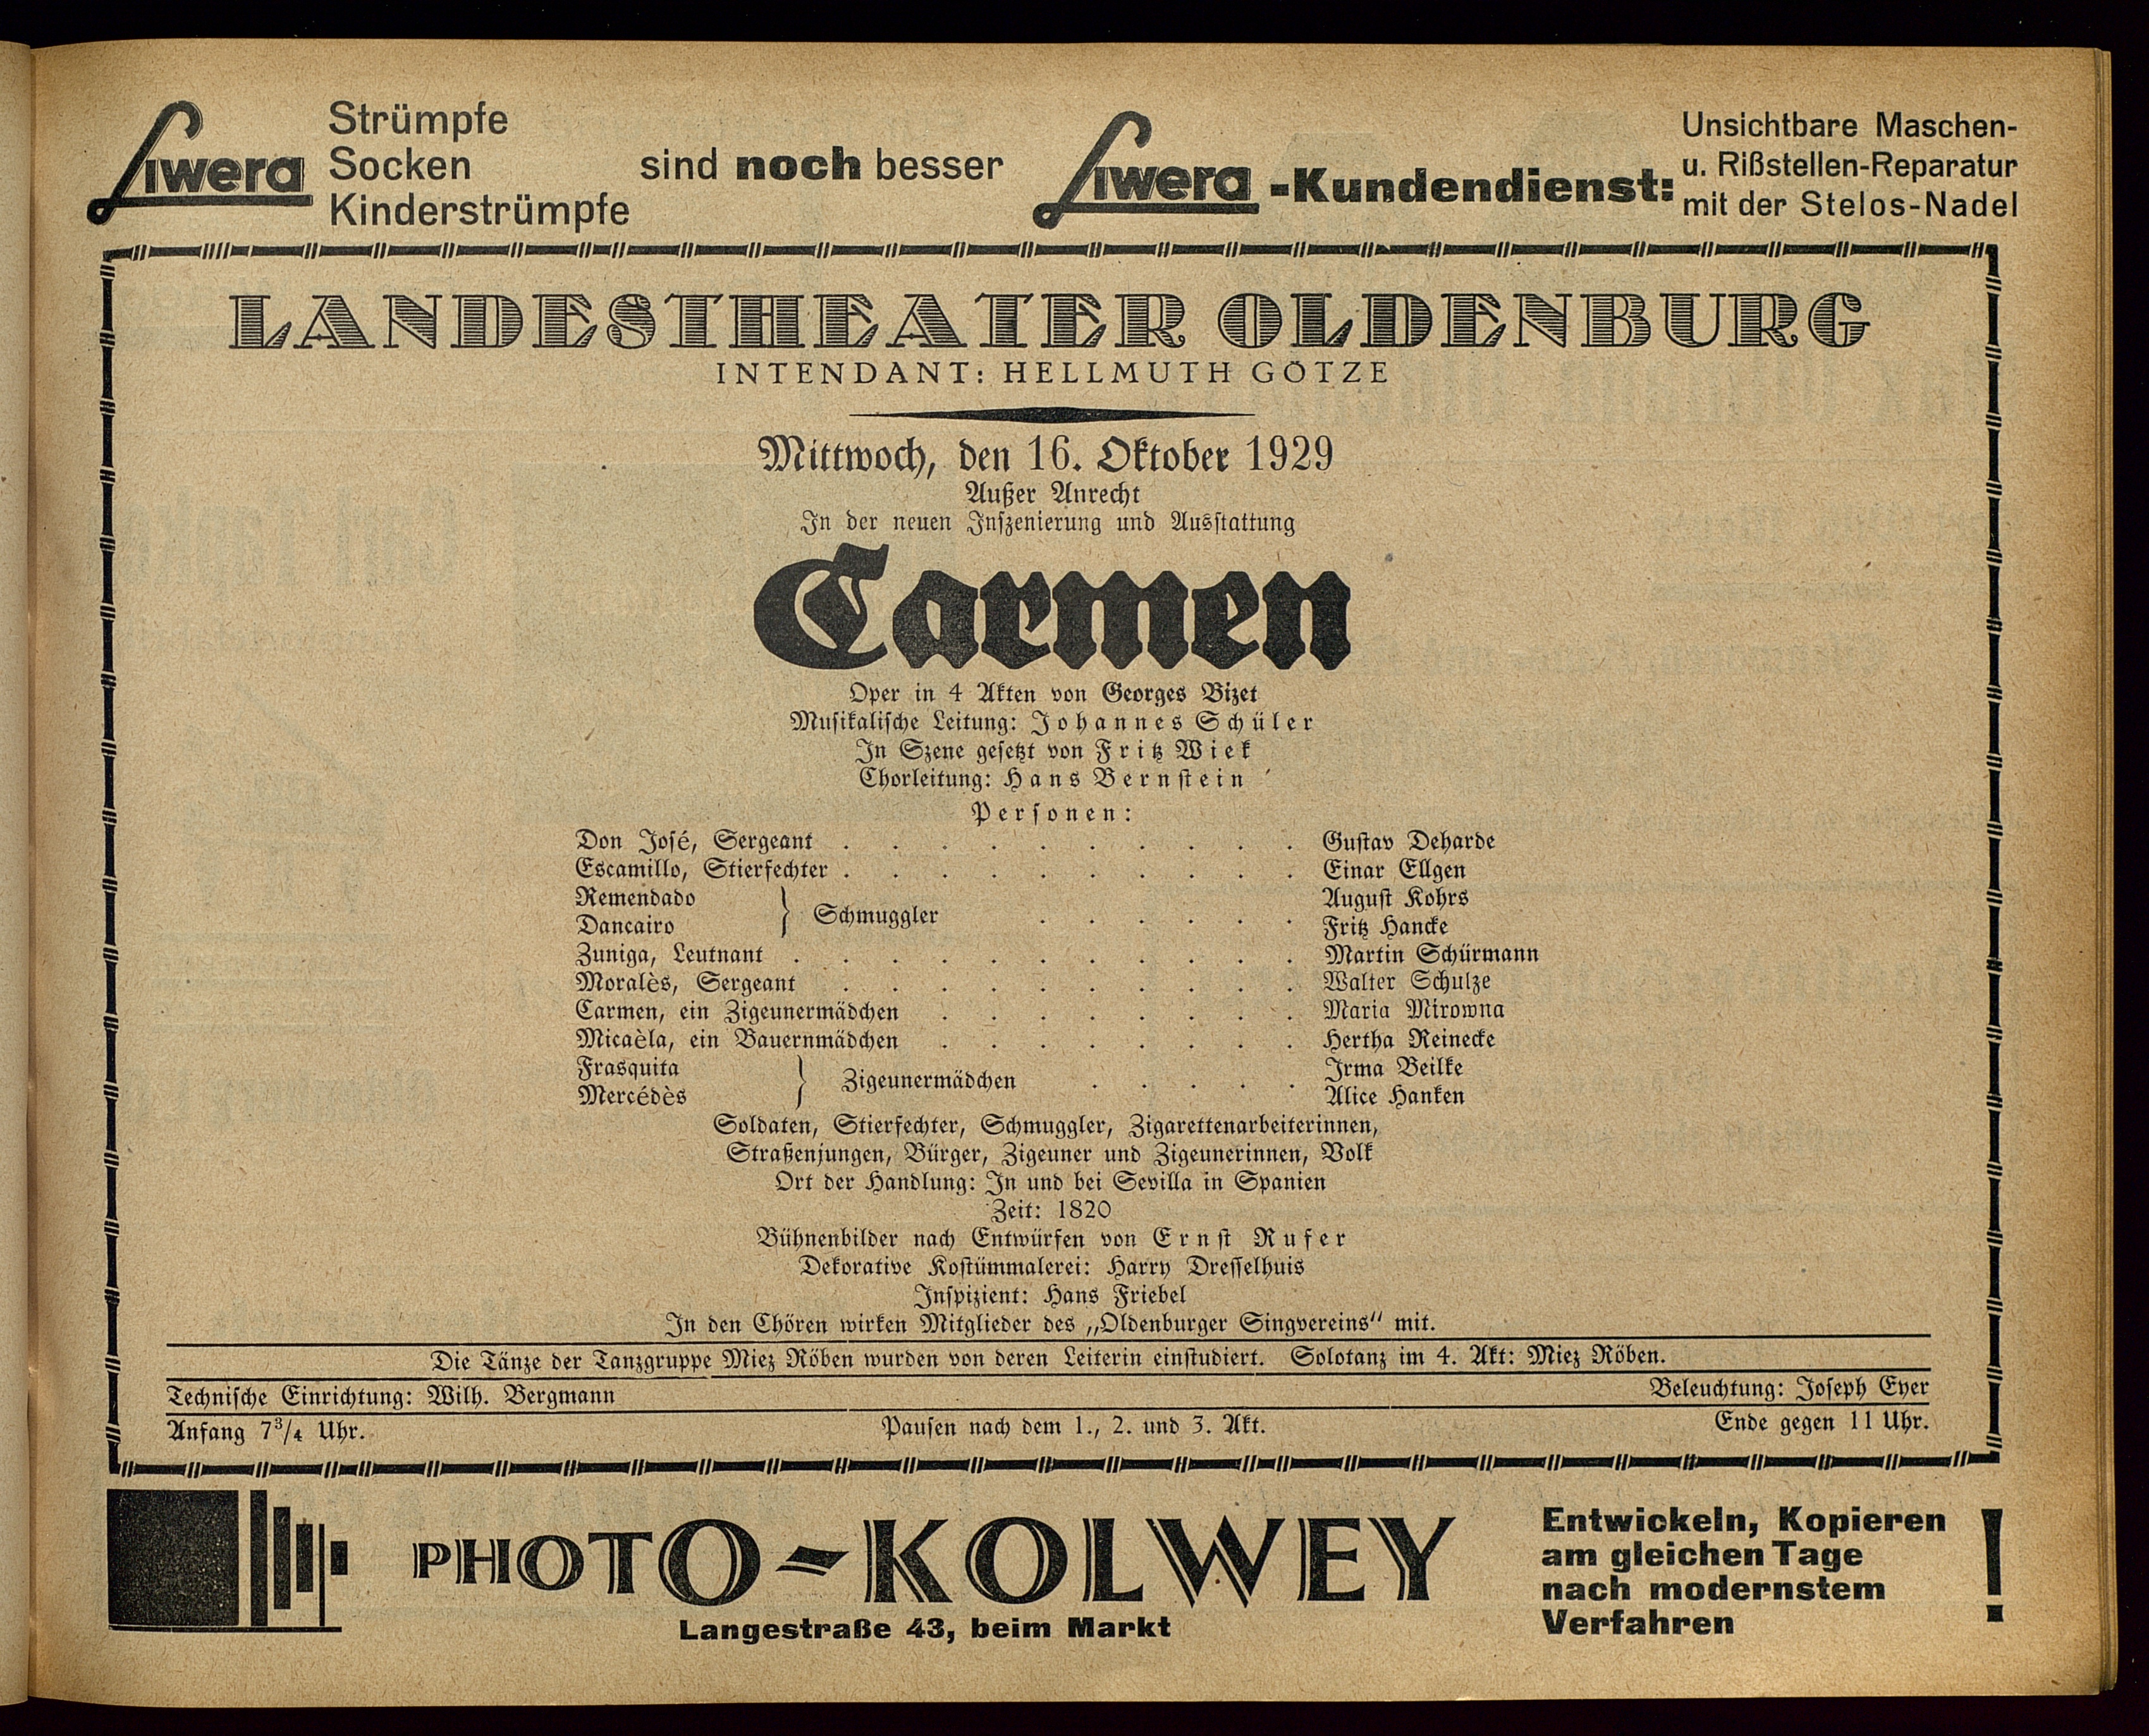 Liwera
Strümpfe
Socken
Kinderstrümpfe
sind noch besser
Liwera-Kundendienst:
Unsichtbare Maschen-
u. Rißstellen-Reparatur
mit der Stelos-Nadel
LANDESTHEATER OLDENBURG
INTENDANT: HELLMUTH GÖTZE
Mittwoch, den 16. Oktober 1929
Außer Anrecht
In der neuen Inszenierung und Ausstattung
Carmen
Oper in 4 Akten von Georges Bizet
Musikalische Leitung: Johannes Schüler
In Szene gesetzt von Fritz Wiek
Chorleitung: Hans Bernstein
Personen:
Don José, Sergeant . . . . . . . . . . Gustav Deharde
Escamillo, Stierfechter . . . . . . . . . . Einar Ellgen
Remendado } Schmuggler . . . . . . August Kohrs
Dancairo Fritz Hancke
Zuniga, Leutnant . . . . . . . . . . . Martin Schürmann
Moralès, Sergeant . . . . . . . . . . Walter Schulze
Carmen, ein Zigeunermädchen . . . . . . . . Maria Mirowna
Micaèla, ein Bauernmädchen . . . . . . . . Hertha Reinecke
Frasquita } Zigeunermädchen . . . . . Irma Beilke
Mercédès Alice Hanken
Soldaten, Stierfechter, Schmuggler, Zigarettenarbeiterinnen,
Straßenjungen, Bürger, Zigeuner und Zigeunerinnen, Volk
Ort der Handlung: In und bei Sevilla in Spanien
Zeit: 1820
Bühnenbilder nach Entwürfen von Ernst Rufer
Dekorative Kostümmalerei: Harry Dresselhuis
Inspizient: Hans Friebel
In den Chören wirken Mitglieder des „Oldenburger Singvereins" mit.
Die Tänze der Tanzgruppe Miez Röben wurden von deren Leiterin einstudiert. Solotanz im 4. Akt: Miez Röben.
Technische Einrichtung: Wilh. Bergmann Beleuchtung: Joseph Eyer
Anfang 7¾ Uhr. Pausen nach dem 1., 2. und 3. Akt. Ende gegen 11 Uhr.
PHOTO-KOLWEY
Langestraße 43, beim Markt
Entwickeln, Kopieren
am gleichen Tage
nach modernstem
Verfahren !